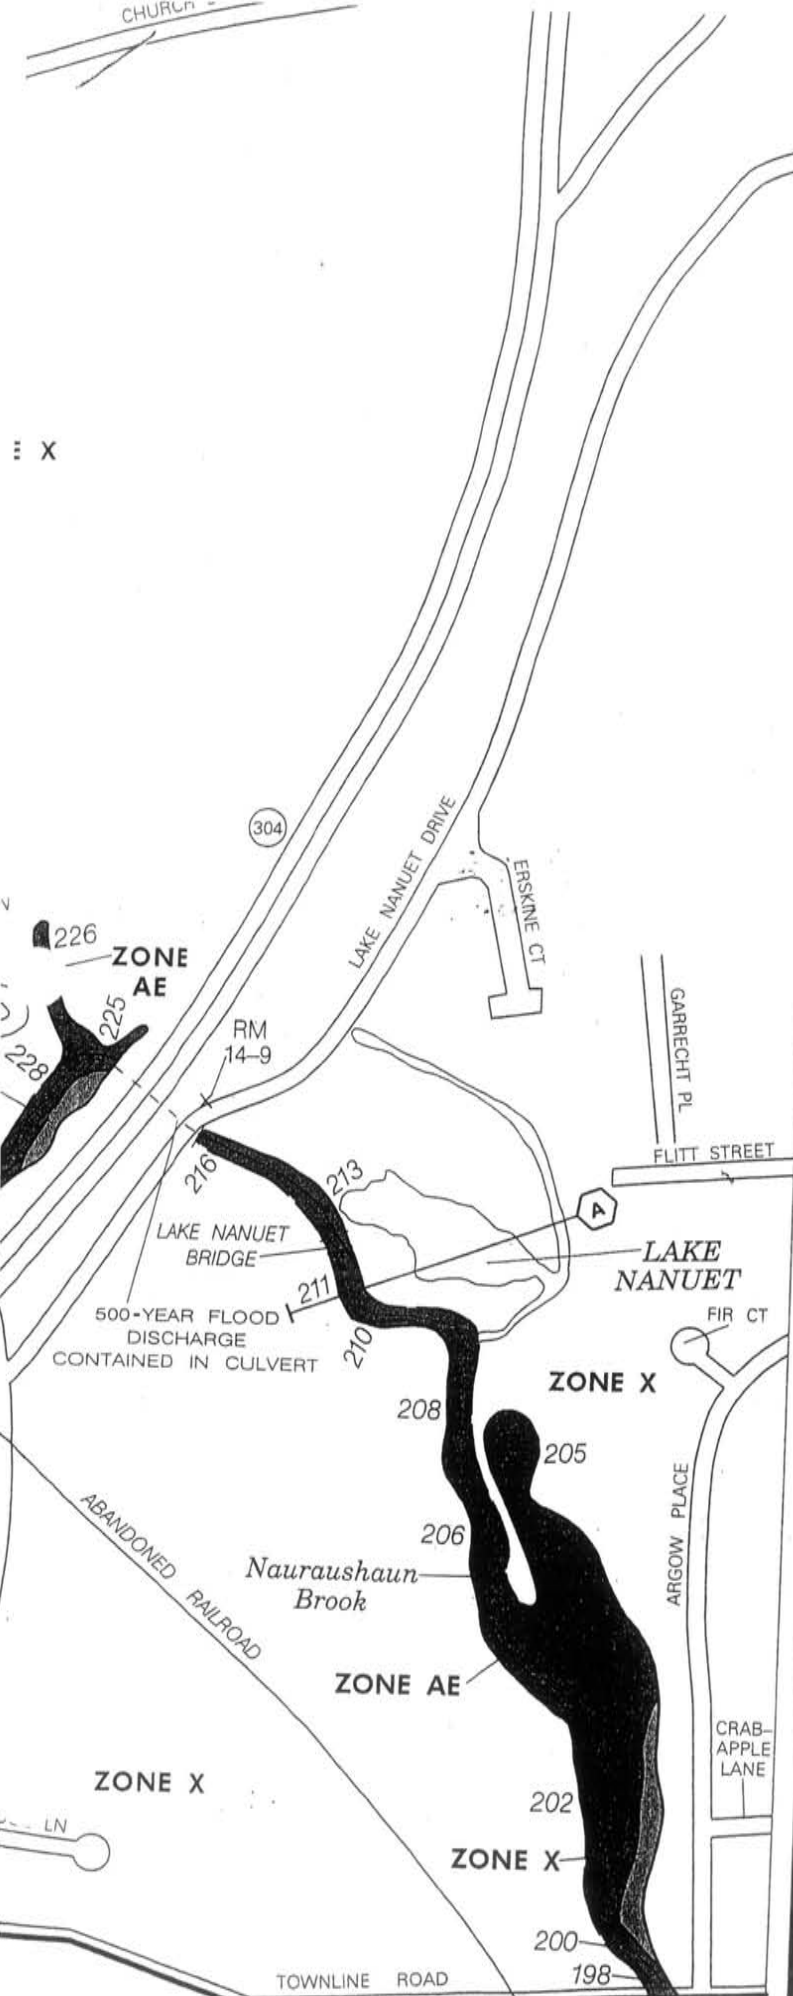 CHURCH
X
304
LAKE NANUET DRIVE
ERSKINE CT
226
ZONE
AE
225
228
RM
14–9
GARRECHT PL
FLITT STREET
216
213
A
LAKE NANUET
BRIDGE
LAKE
NANUET
211
500-YEAR FLOOD
DISCHARGE
CONTAINED IN CULVERT
210
FIR CT
ZONE X
208
205
ABANDONED RAILROAD
206
ARGOW PLACE
Nauraushaun
Brook
ZONE AE
CRAB–
APPLE
LANE
ZONE X
202
LN
ZONE X
200
198
TOWNLINE ROAD